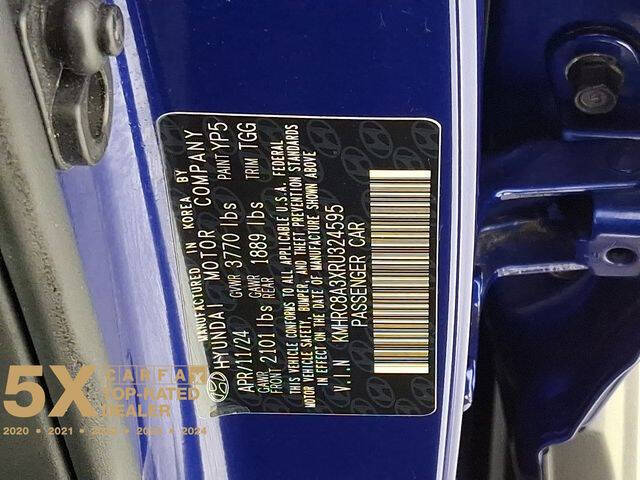 MANUFACTURED IN KOREA BY
HYUNDAI MOTOR COMPANY
APR/11/24 GVWR 3770 lbs PAINT YP5
GAWR FRONT 2101 lbs GAWR REAR 1889 lbs TRIM TGG
THIS VEHICLE CONFORMS TO ALL APPLICABLE U.S.A. FEDERAL
MOTOR VEHICLE SAFETY, BUMPER, AND THEFT PREVENTION STANDARDS
IN EFFECT ON THE DATE OF MANUFACTURE SHOWN ABOVE
V.I.N KMHRC8A3XRU324595
PASSENGER CAR
5X CARFAX
TOP-RATED
DEALER
2020 • 2021 • 2022 • 2023 • 2024